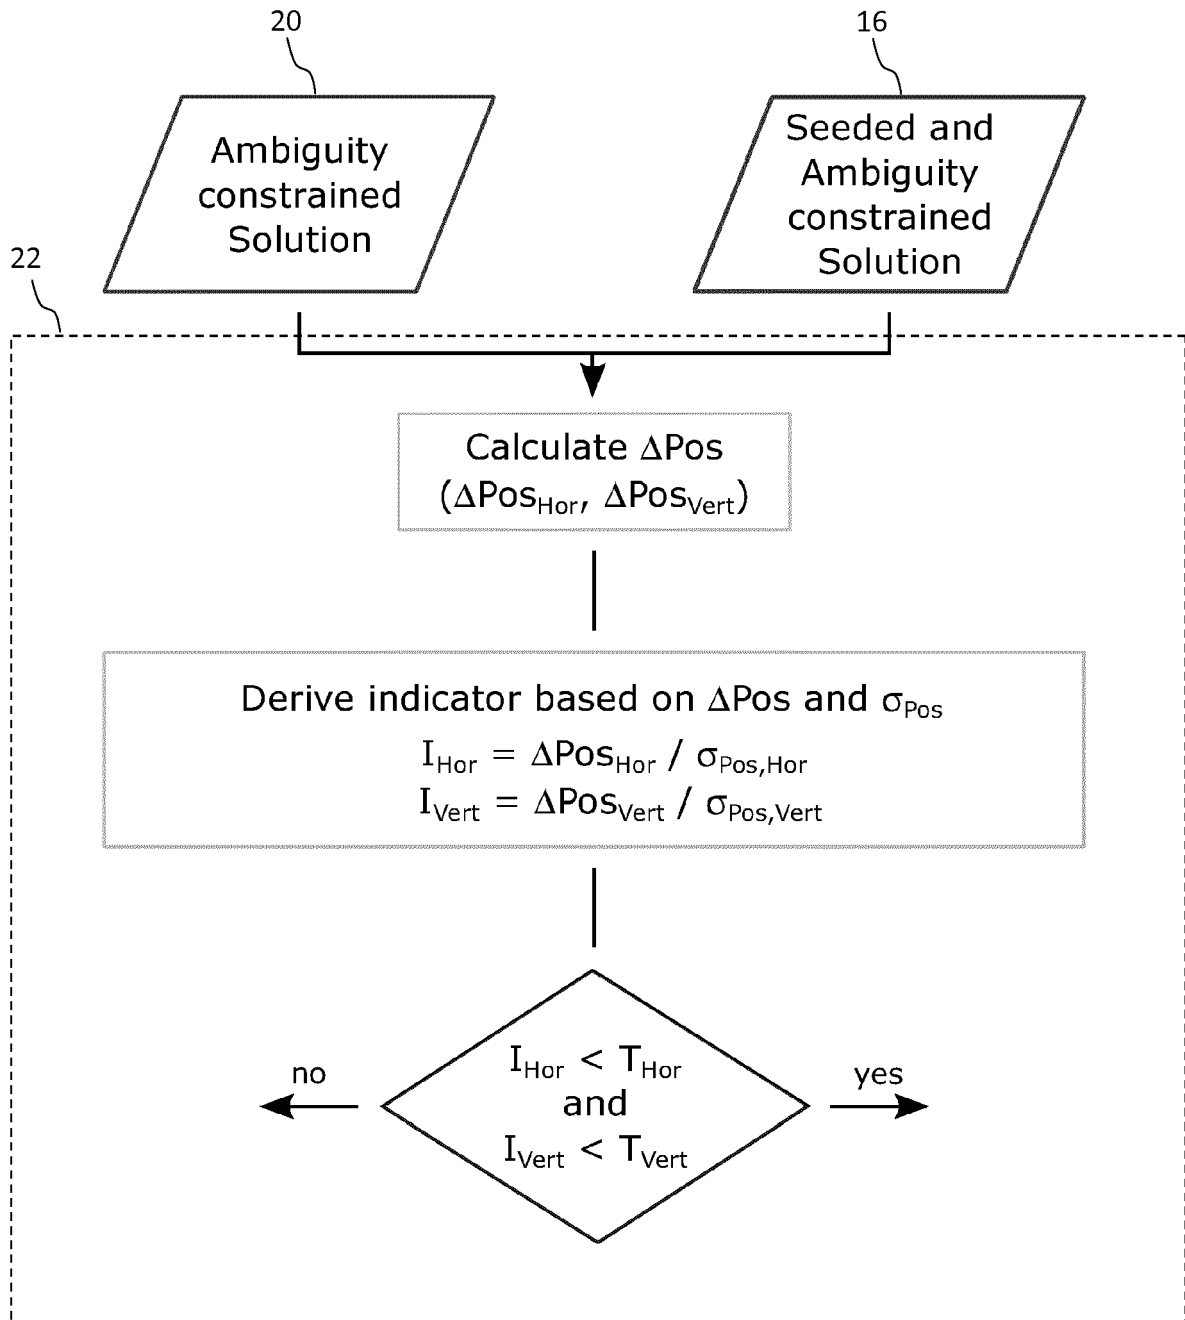 20
16
Ambiguity
constrained
Solution
Seeded and
Ambiguity
constrained
Solution
22
Calculate ΔPos
(ΔPosHor, ΔPosVert)
Derive indicator based on ΔPos and σPos
IHor = ΔPosHor / σPos,Hor
IVert = ΔPosVert / σPos,Vert
no
IHor < THor
and
IVert < TVert
yes